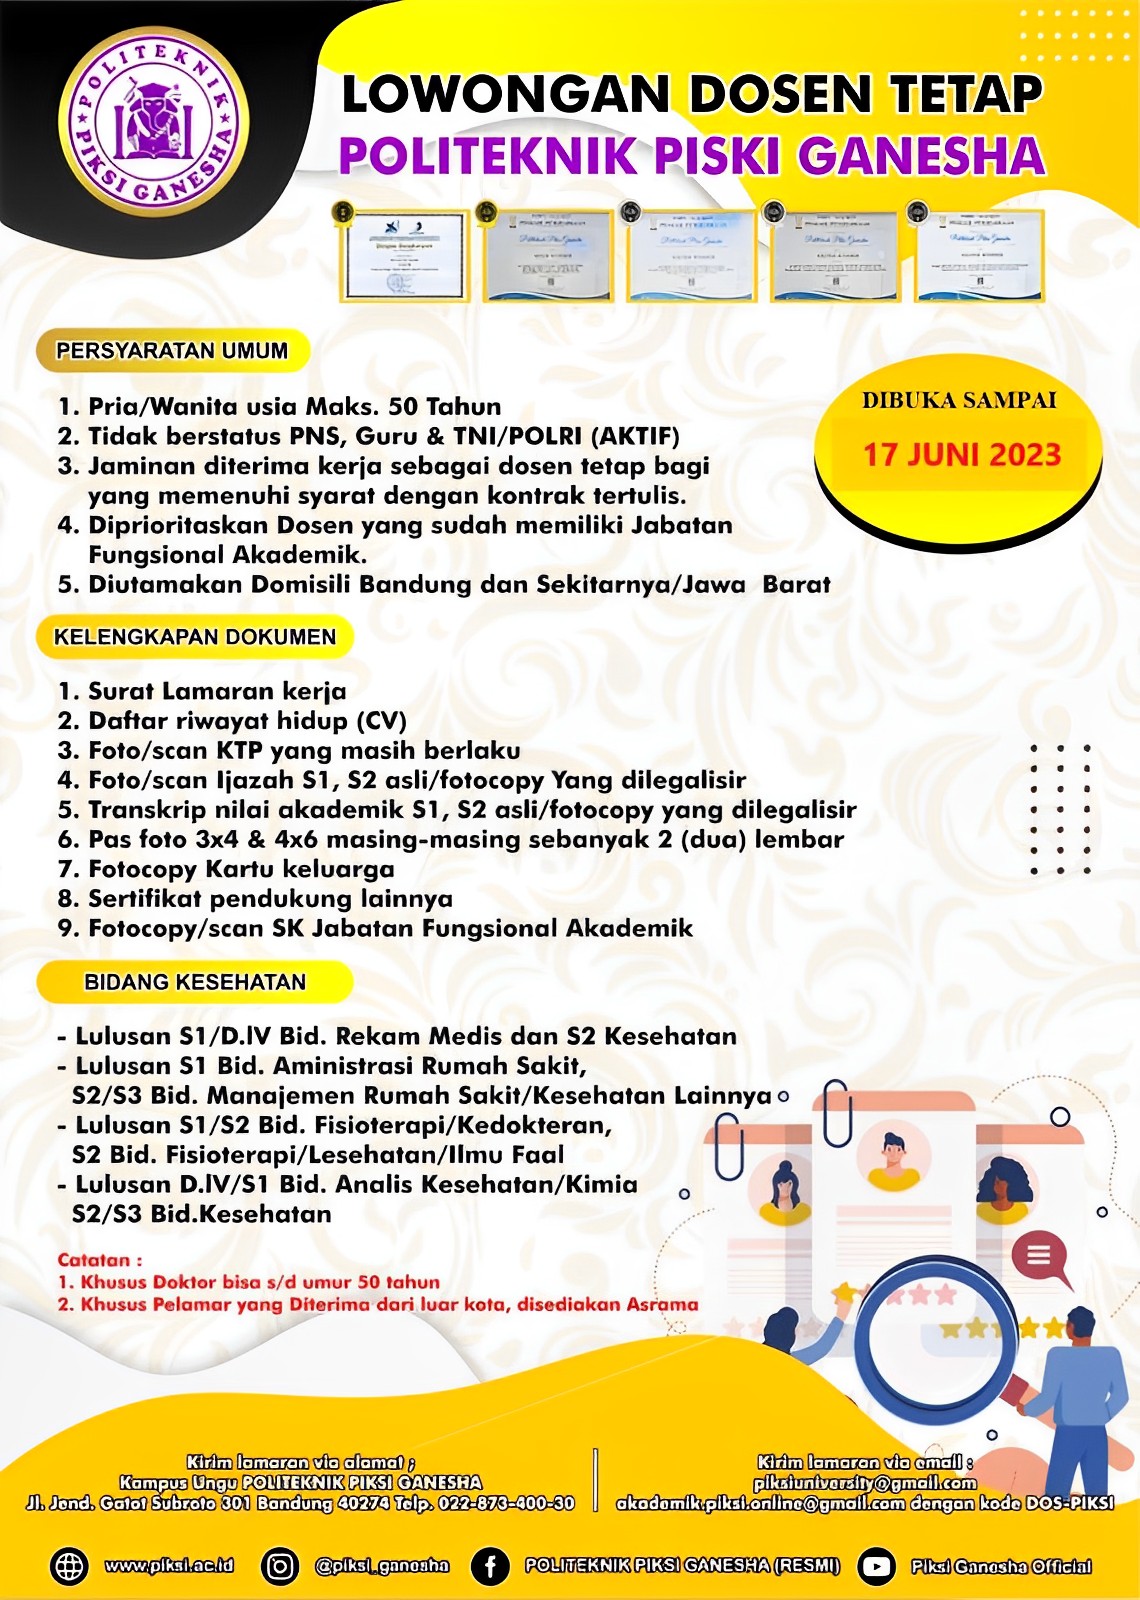 POLITEKNIK
PIKSI GANESHA
LOWONGAN DOSEN TETAP
POLITEKNIK PISKI GANESHA
PERSYARATAN UMUM
1. Pria/Wanita usia Maks. 50 Tahun
2. Tidak berstatus PNS, Guru & TNI/POLRI (AKTIF)
3. Jaminan diterima kerja sebagai dosen tetap bagi
yang memenuhi syarat dengan kontrak tertulis.
4. Diprioritaskan Dosen yang sudah memiliki Jabatan
Fungsional Akademik.
5. Diutamakan Domisili Bandung dan Sekitarnya/Jawa Barat
DIBUKA SAMPAI
17 JUNI 2023
KELENGKAPAN DOKUMEN
1. Surat Lamaran kerja
2. Daftar riwayat hidup (CV)
3. Foto/scan KTP yang masih berlaku
4. Foto/scan Ijazah S1, S2 asli/fotocopy Yang dilegalisir
5. Transkrip nilai akademik S1, S2 asli/fotocopy yang dilegalisir
6. Pas foto 3x4 & 4x6 masing-masing sebanyak 2 (dua) lembar
7. Fotocopy Kartu keluarga
8. Sertifikat pendukung lainnya
9. Fotocopy/scan SK Jabatan Fungsional Akademik
BIDANG KESEHATAN
- Lulusan S1/D.lV Bid. Rekam Medis dan S2 Kesehatan
- Lulusan S1 Bid. Aministrasi Rumah Sakit,
S2/S3 Bid. Manajemen Rumah Sakit/Kesehatan Lainnya
- Lulusan S1/S2 Bid. Fisioterapi/Kedokteran,
S2 Bid. Fisioterapi/Lesehatan/Ilmu Faal
- Lulusan D.lV/S1 Bid. Analis Kesehatan/Kimia
S2/S3 Bid.Kesehatan
Catatan :
1. Khusus Doktor bisa s/d umur 50 tahun
2. Khusus Pelamar yang Diterima dari luar kota, disediakan Asrama
Kirim lamaran via alamat ;
Kampus Ungu POLITEKNIK PIKSI GANESHA
Jl. Jend. Gatot Subroto 301 Bandung 40274 Telp. 022-873-400-30
Kirim lamaran via email :
piksiuniversity@gmail.com
akademik.piksi.online@gmail.com dengan kode DOS-PIKSI
www.piksi.ac.id
@piksi_ganesha
POLITEKNIK PIKSI GANESHA (RESMI)
Piksi Ganesha Official